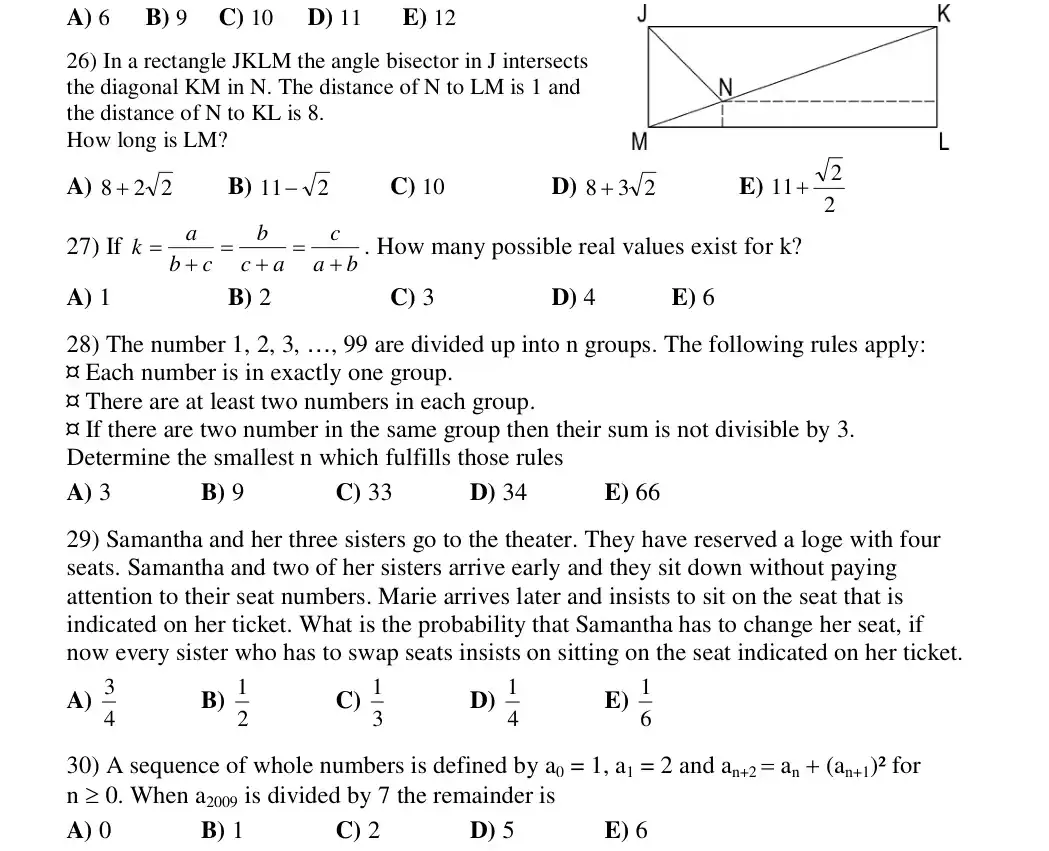 A) 6 B) 9 C) 10 D) 11 E) 12
26) In a rectangle JKLM the angle bisector in J intersects
the diagonal KM in N. The distance of N to LM is 1 and
the distance of N to KL is 8.
How long is LM?
J K
N
M L
A) 8 + 2√2 B) 11 − √2 C) 10 D) 8 + 3√2 E) 11 + √2/2
27) If k = a/(b + c) = b/(c + a) = c/(a + b). How many possible real values exist for k?
A) 1 B) 2 C) 3 D) 4 E) 6
28) The number 1, 2, 3, …, 99 are divided up into n groups. The following rules apply:
¤ Each number is in exactly one group.
¤ There are at least two numbers in each group.
¤ If there are two number in the same group then their sum is not divisible by 3.
Determine the smallest n which fulfills those rules
A) 3 B) 9 C) 33 D) 34 E) 66
29) Samantha and her three sisters go to the theater. They have reserved a loge with four
seats. Samantha and two of her sisters arrive early and they sit down without paying
attention to their seat numbers. Marie arrives later and insists to sit on the seat that is
indicated on her ticket. What is the probability that Samantha has to change her seat, if
now every sister who has to swap seats insists on sitting on the seat indicated on her ticket.
A) 3/4 B) 1/2 C) 1/3 D) 1/4 E) 1/6
30) A sequence of whole numbers is defined by a₀ = 1, a₁ = 2 and aₙ₊₂ = aₙ + (aₙ₊₁)² for
n ≥ 0. When a₂₀₀₉ is divided by 7 the remainder is
A) 0 B) 1 C) 2 D) 5 E) 6